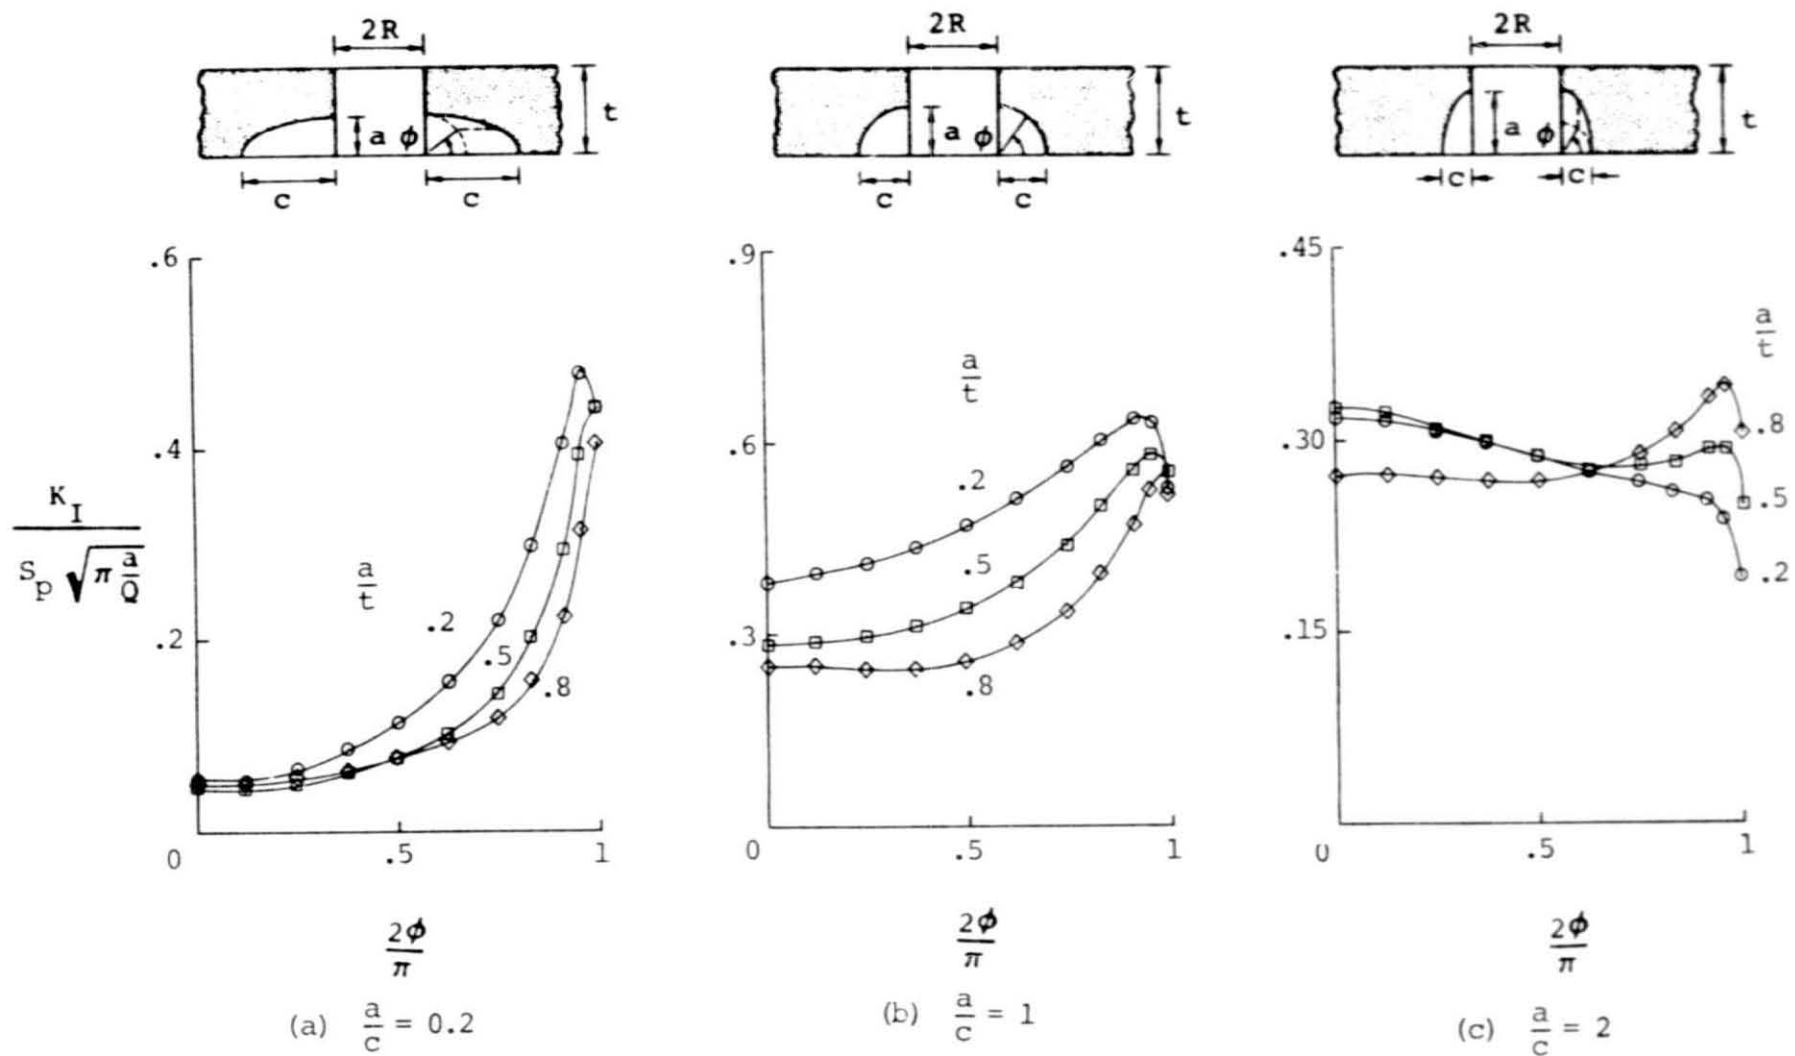 2R
2R
2R
a ϕ
t
a ϕ
t
a ϕ
t
c
c
c
c
c
c
.6
.4
.2
0
.5
1
K_I
S_p √π a/Q
a/t
.2
.5
.8
2ϕ/π
(a) a/c = 0.2
.9
.6
.3
0
.5
1
a/t
.2
.5
.8
2ϕ/π
(b) a/c = 1
.45
.30
.15
0
.5
1
a/t
.8
.5
.2
2ϕ/π
(c) a/c = 2